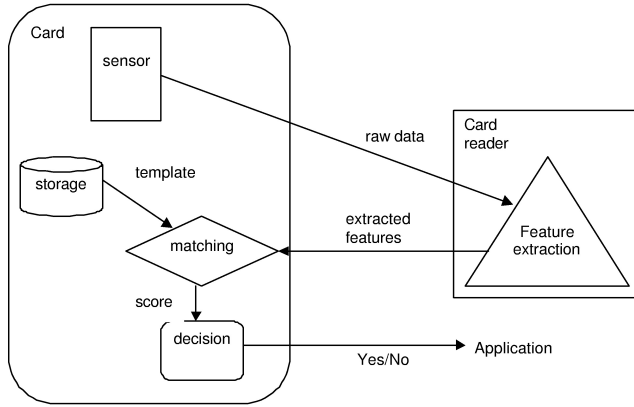 Card
sensor
raw data
Card
reader
storage
template
matching
extracted
features
Feature
extraction
score
decision
Yes/No
Application